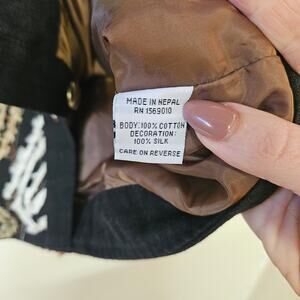 MADE IN NEPAL
RN 1569010
BODY: 100% COTTON
DECORATION:
100% SILK
CARE ON REVERSE